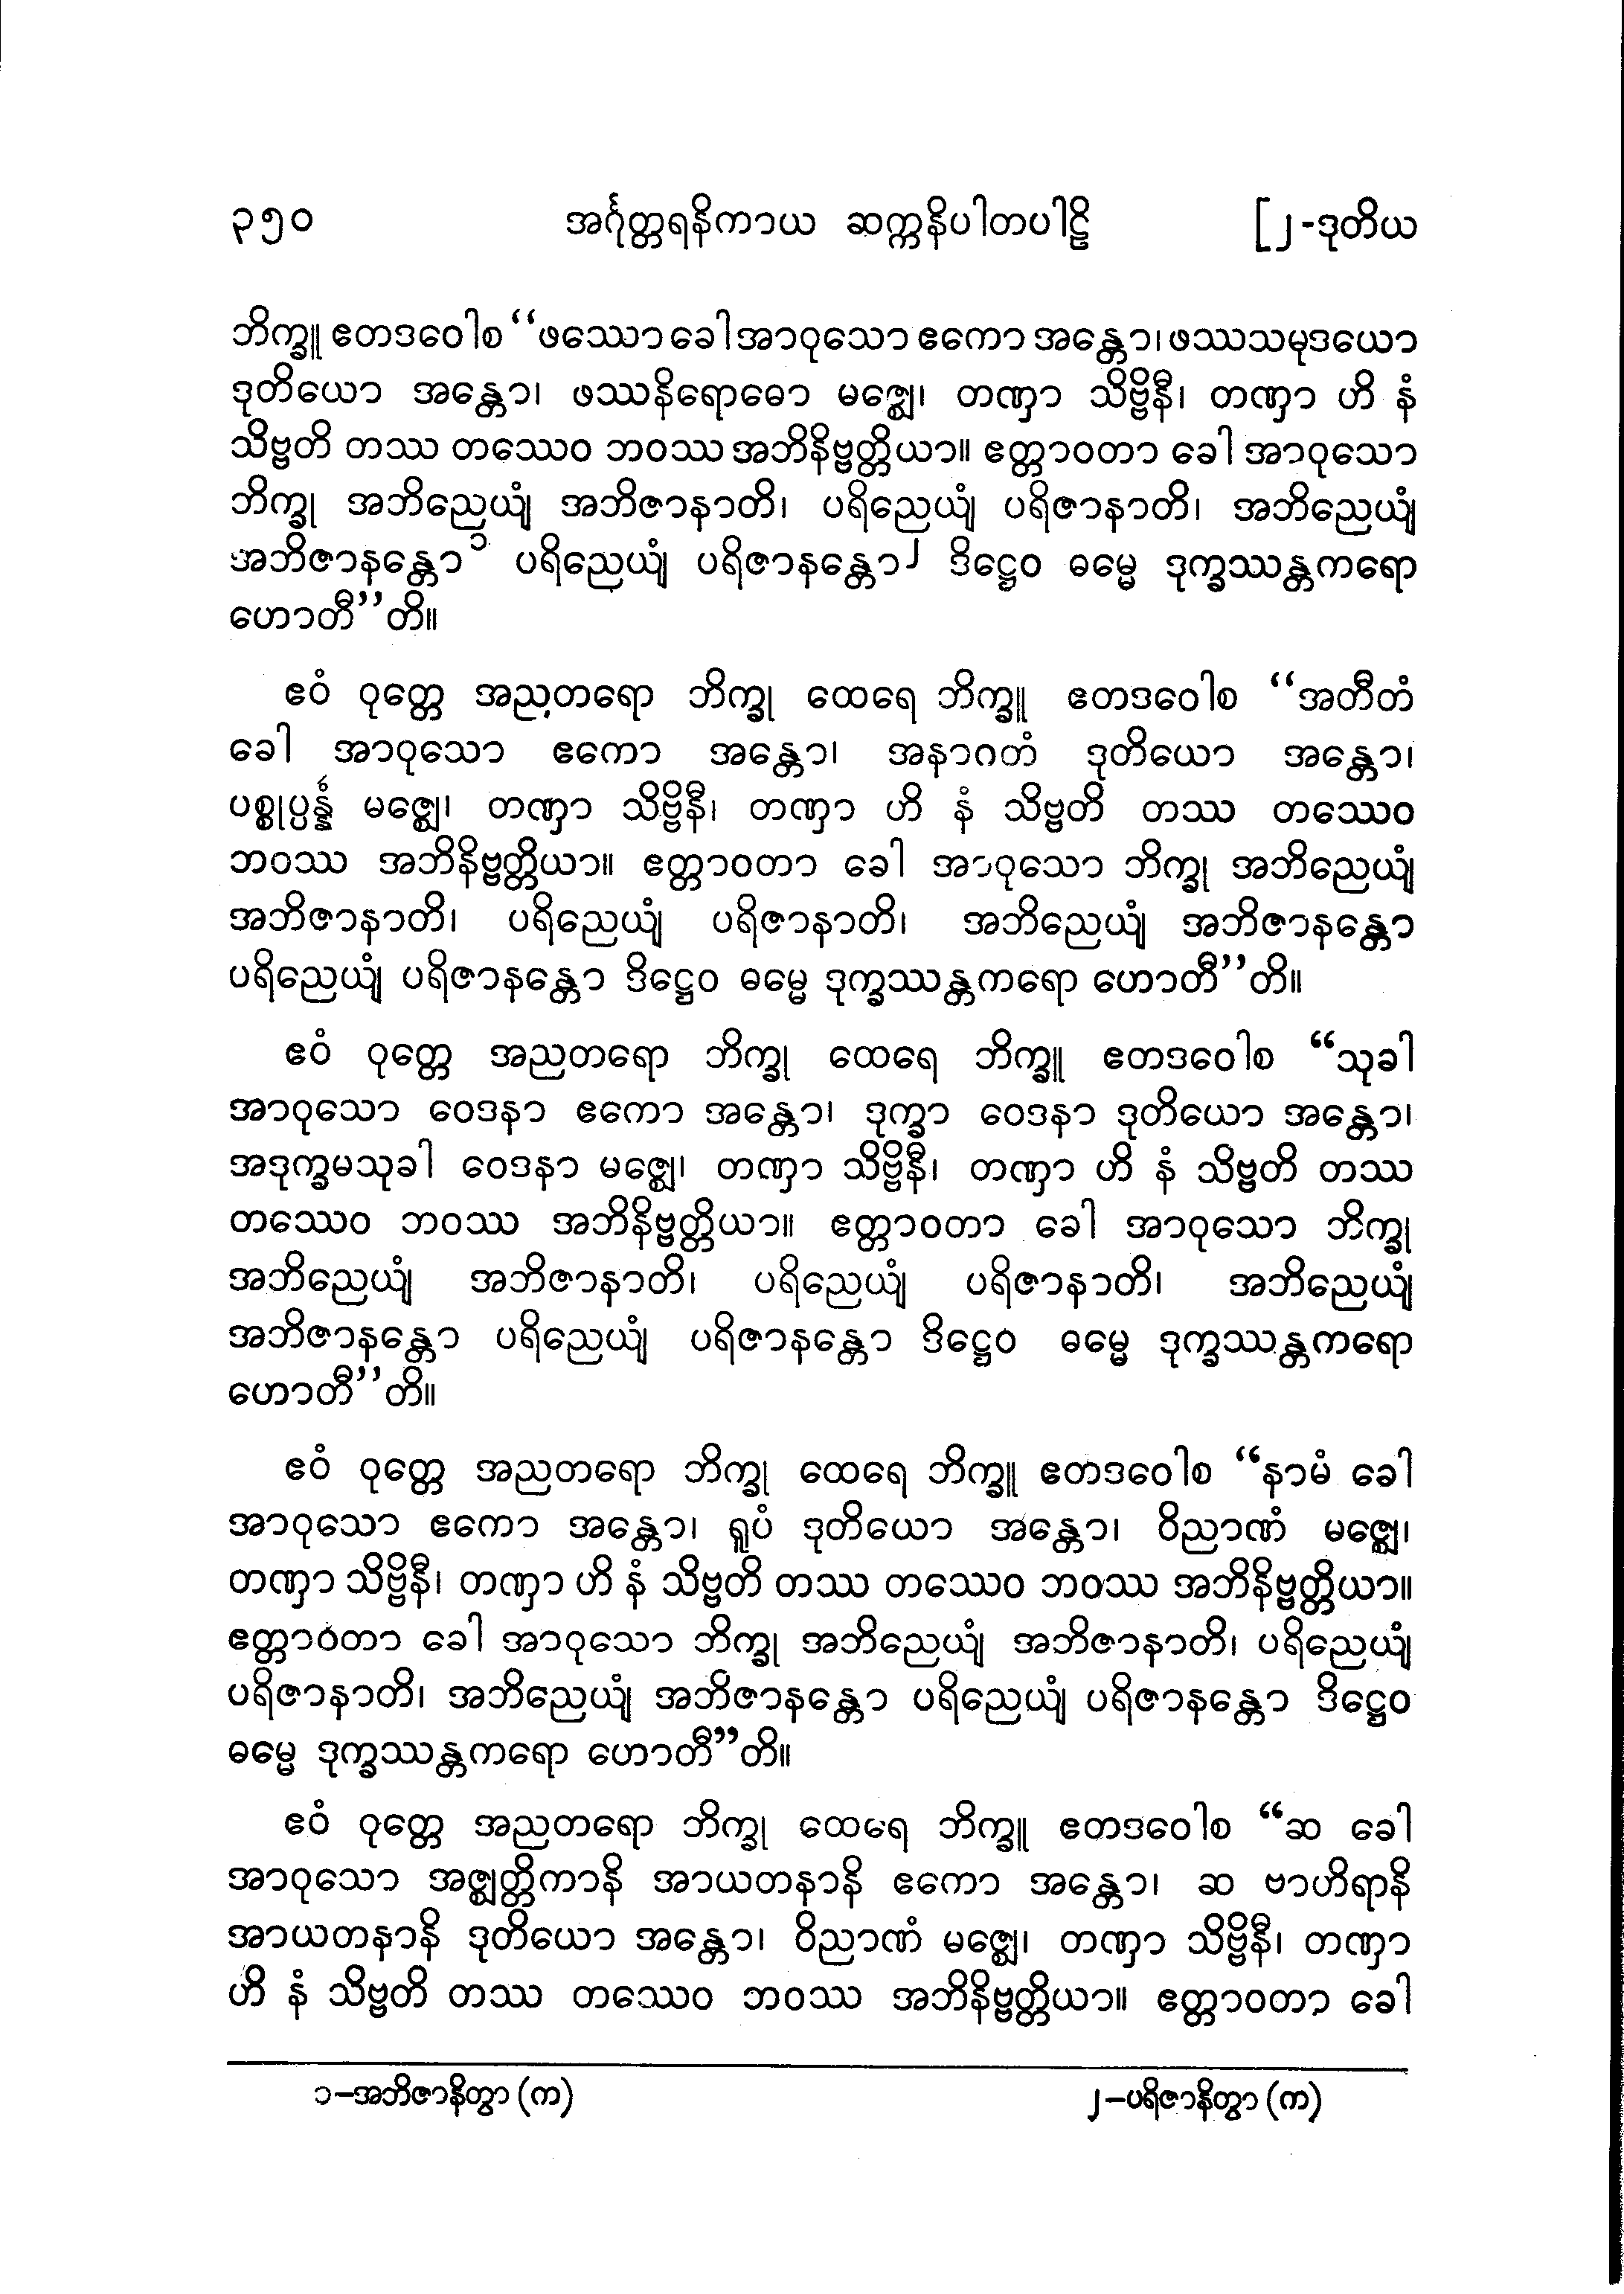 ၃၅၀ အင်္ဂုတ္တရနိကာယ ဆက္ကနိပါတပါဠိ [၂-ဒုတိယ
ဘိက္ခူ ဧတဒဝေါစ “ဖဿော ခေါ အာဝုသော ဧကော အန္တော၊ ဖဿသမုဒယော
ဒုတိယော အန္တော၊ ဖဿနိရောဓော မဇ္ဈေ၊ တဏှာ သိဗ္ဗိနီ၊ တဏှာ ဟိ နံ
သိဗ္ဗတိ တဿ တဿေဝ ဘဝဿ အဘိနိဗ္ဗတ္တိယာ။ ဧတ္တာဝတာ ခေါ အာဝုသော
ဘိက္ခု အဘိညေယျံ အဘိဇာနာတိ၊ ပရိညေယျံ ပရိဇာနာတိ၊ အဘိညေယျံ
အဘိဇာနန္တော၁ ပရိညေယျံ ပရိဇာနန္တော၂ ဒိဋ္ဌေဝ ဓမ္မေ ဒုက္ခဿန္တကရော
ဟောတီ”တိ။
ဧဝံ ဝုတ္တေ အညတရော ဘိက္ခု ထေရေ ဘိက္ခူ ဧတဒဝေါစ “အတီတံ
ခေါ အာဝုသော ဧကော အန္တော၊ အနာဂတံ ဒုတိယော အန္တော၊
ပစ္စုပ္ပန္နံ မဇ္ဈေ၊ တဏှာ သိဗ္ဗိနီ၊ တဏှာ ဟိ နံ သိဗ္ဗတိ တဿ တဿေဝ
ဘဝဿ အဘိနိဗ္ဗတ္တိယာ။ ဧတ္တာဝတာ ခေါ အာဝုသော ဘိက္ခု အဘိညေယျံ
အဘိဇာနာတိ၊ ပရိညေယျံ ပရိဇာနာတိ၊ အဘိညေယျံ အဘိဇာနန္တော
ပရိညေယျံ ပရိဇာနန္တော ဒိဋ္ဌေဝ ဓမ္မေ ဒုက္ခဿန္တကရော ဟောတီ”တိ။
ဧဝံ ဝုတ္တေ အညတရော ဘိက္ခု ထေရေ ဘိက္ခူ ဧတဒဝေါစ “သုခါ
အာဝုသော ဝေဒနာ ဧကော အန္တော၊ ဒုက္ခာ ဝေဒနာ ဒုတိယော အန္တော၊
အဒုက္ခမသုခါ ဝေဒနာ မဇ္ဈေ၊ တဏှာ သိဗ္ဗိနီ၊ တဏှာ ဟိ နံ သိဗ္ဗတိ တဿ
တဿေဝ ဘဝဿ အဘိနိဗ္ဗတ္တိယာ။ ဧတ္တာဝတာ ခေါ အာဝုသော ဘိက္ခု
အဘိညေယျံ အဘိဇာနာတိ၊ ပရိညေယျံ ပရိဇာနာတိ၊ အဘိညေယျံ
အဘိဇာနန္တော ပရိညေယျံ ပရိဇာနန္တော ဒိဋ္ဌေဝ ဓမ္မေ ဒုက္ခဿန္တကရော
ဟောတီ”တိ။
ဧဝံ ဝုတ္တေ အညတရော ဘိက္ခု ထေရေ ဘိက္ခူ ဧတဒဝေါစ “နာမံ ခေါ
အာဝုသော ဧကော အန္တော၊ ရူပံ ဒုတိယော အန္တော၊ ဝိညာဏံ မဇ္ဈေ၊
တဏှာ သိဗ္ဗိနီ၊ တဏှာ ဟိ နံ သိဗ္ဗတိ တဿ တဿေဝ ဘဝဿ အဘိနိဗ္ဗတ္တိယာ။
ဧတ္တာဝတာ ခေါ အာဝုသော ဘိက္ခု အဘိညေယျံ အဘိဇာနာတိ၊ ပရိညေယျံ
ပရိဇာနာတိ၊ အဘိညေယျံ အဘိဇာနန္တော ပရိညေယျံ ပရိဇာနန္တော ဒိဋ္ဌေဝ
ဓမ္မေ ဒုက္ခဿန္တကရော ဟောတီ”တိ။
ဧဝံ ဝုတ္တေ အညတရော ဘိက္ခု ထေရေ ဘိက္ခူ ဧတဒဝေါစ “ဆ ခေါ
အာဝုသော အဇ္ဈတ္တိကာနိ အာယတနာနိ ဧကော အန္တော၊ ဆ ဗာဟိရာနိ
အာယတနာနိ ဒုတိယော အန္တော၊ ဝိညာဏံ မဇ္ဈေ၊ တဏှာ သိဗ္ဗိနီ၊ တဏှာ
ဟိ နံ သိဗ္ဗတိ တဿ တဿေဝ ဘဝဿ အဘိနိဗ္ဗတ္တိယာ။ ဧတ္တာဝတာ ခေါ
၁–အဘိဇာနိတွာ (က) ၂–ပရိဇာနိတွာ (က)